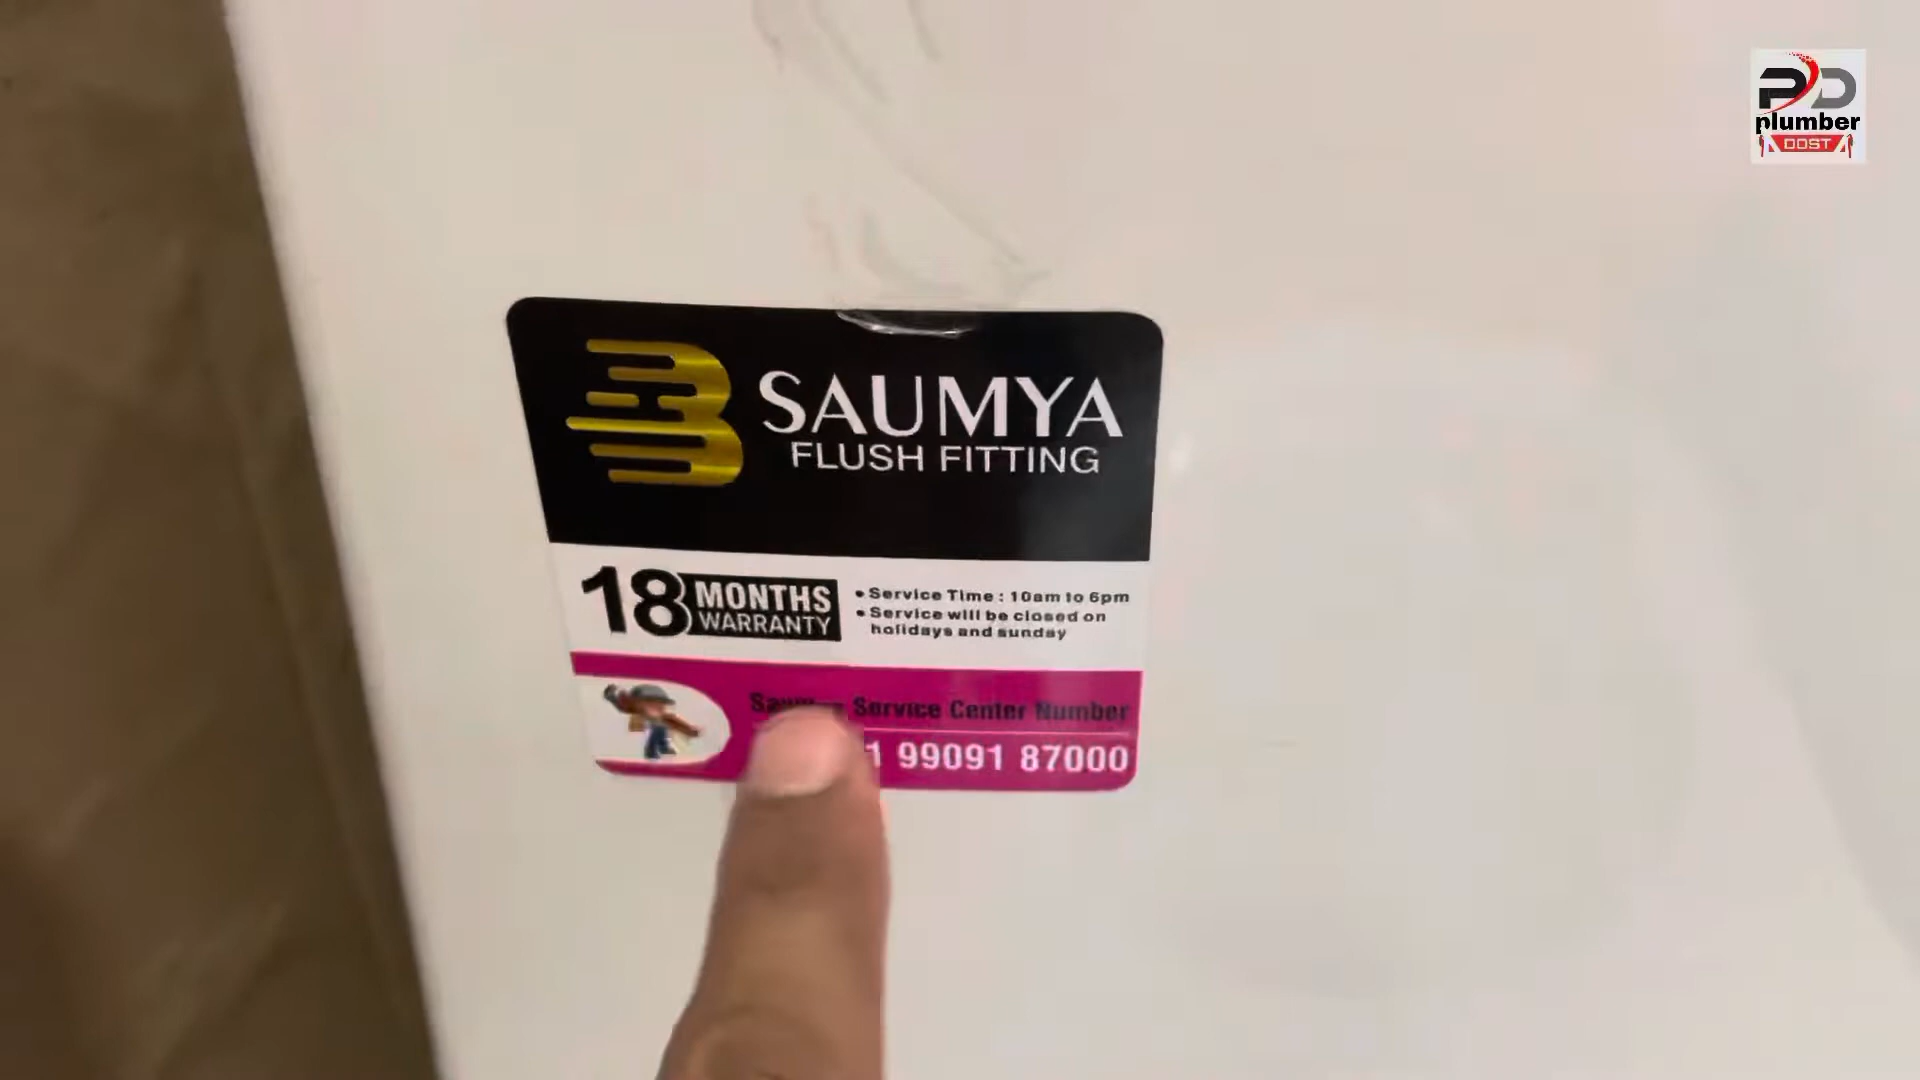 PD
plumber
DOST
SAUMYA
FLUSH FITTING
18 MONTHS
WARRANTY
• Service Time : 10am to 6pm
• Service will be closed on
holidays and sunday
Service Center Number
1 99091 87000